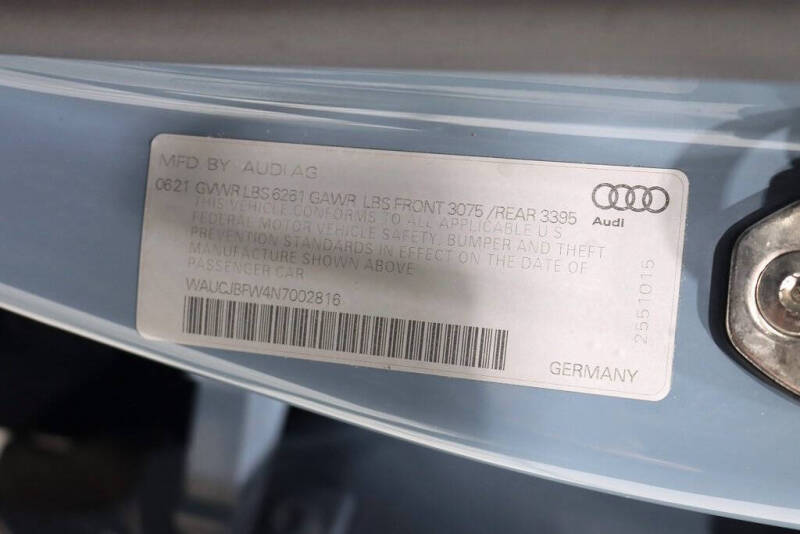 MFD BY AUDI AG
0621 GVWR LBS 6261 GAWR LBS FRONT 3075 /REAR 3395
THIS VEHICLE CONFORMS TO ALL APPLICABLE U S
FEDERAL MOTOR VEHICLE SAFETY, BUMPER AND THEFT
PREVENTION STANDARDS IN EFFECT ON THE DATE OF
MANUFACTURE SHOWN ABOVE
PASSENGER CAR
WAUCJBFW4N7002816
Audi
2551015
GERMANY